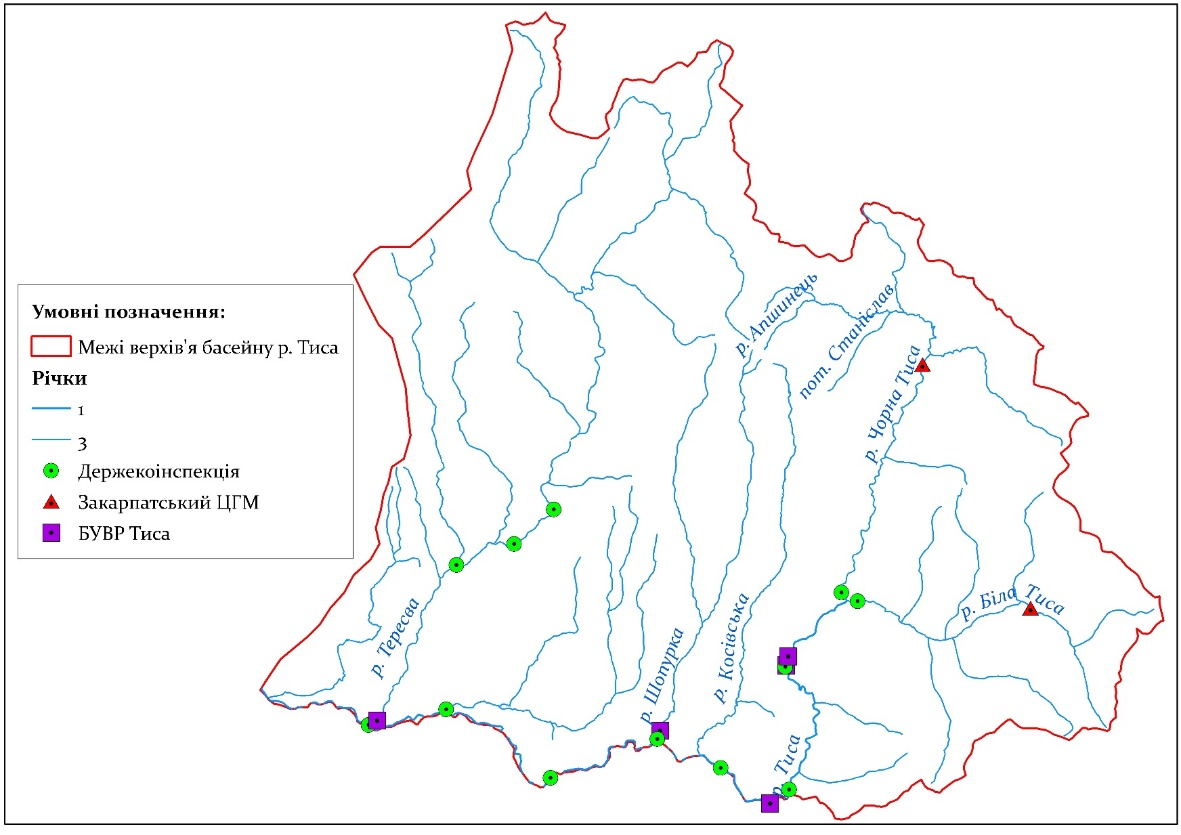 Умовні позначення:
Межі верхів'я басейну р. Тиса
Річки
1
3
Держекоінспекція
Закарпатський ЦГМ
БУВР Тиса
р. Апшинець
пот. Станіслав
р. Чорна Тиса
р. Біла Тиса
р. Тересва
р. Шопурка
р. Косівська
р. Тиса